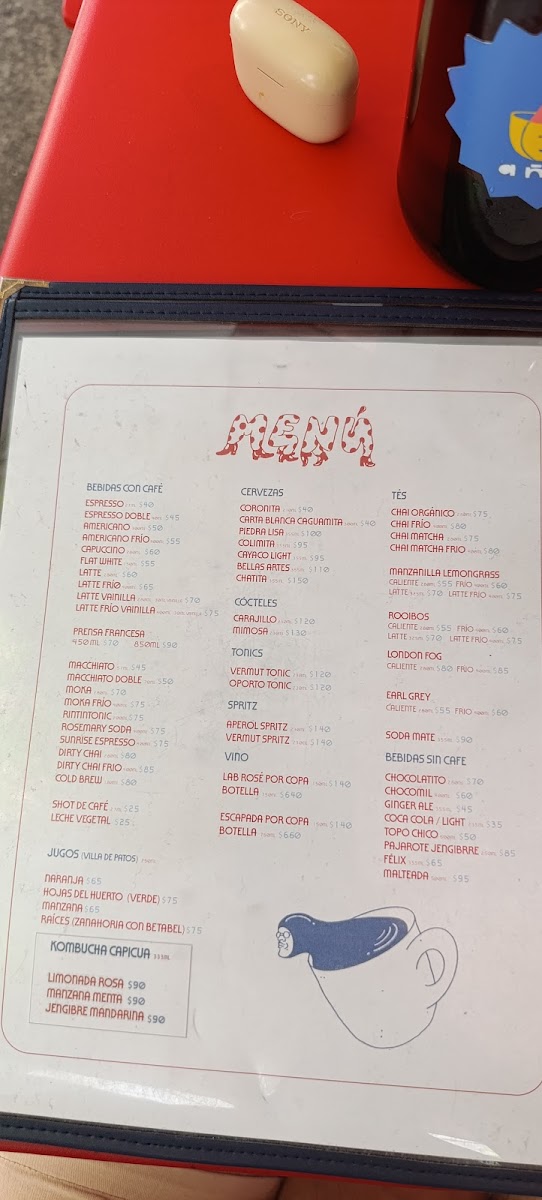 SONY
MENÚ
BEBIDAS CON CAFÉ
ESPRESSO $40
ESPRESSO DOBLE $45
AMERICANO $50
AMERICANO FRÍO $55
CAPUCCINO $60
FLAT WHITE $55
LATTE $60
LATTE FRÍO $65
LATTE VAINILLA $70
LATTE FRÍO VAINILLA $75
PRENSA FRANCESA
450ML $70 850ML $90
MACCHIATO $45
MACCHIATO DOBLE $50
MOKA $70
MOKA FRÍO $75
RINTINTONIC $75
ROSEMARY SODA $75
SUNRISE ESPRESSO $75
DIRTY CHAI $80
DIRTY CHAI FRIO $85
COLD BREW $80
SHOT DE CAFÉ $25
LECHE VEGETAL $25
JUGOS (VILLA DE PATOS)
NARANJA $65
HOJAS DEL HUERTO (VERDE) $75
MANZANA $65
RAÍCES (ZANAHORIA CON BETABEL) $75
KOMBUCHA CAPICUA
LIMONADA ROSA $90
MANZANA MENTA $90
JENGIBRE MANDARINA $90
CERVEZAS
CORONITA $40
CARTA BLANCA CAGUAMITA $40
PIEDRA LISA $100
COLIMITA $95
CAYACO LIGHT $95
BELLAS ARTES $110
CHATITA $150
CÓCTELES
CARAJILLO $120
MIMOSA $130
TONICS
VERMUT TONIC $120
OPORTO TONIC $120
SPRITZ
APEROL SPRITZ $140
VERMUT SPRITZ $140
VINO
LAB ROSÉ POR COPA $140
BOTELLA $640
ESCAPADA POR COPA $140
BOTELLA $660
TÉS
CHAI ORGÁNICO $75
CHAI FRÍO $80
CHAI MATCHA $75
CHAI MATCHA FRIO $80
MANZANILLA LEMONGRASS
CALIENTE $55 FRÍO $60
LATTE $70 LATTE FRÍO $75
ROOIBOS
CALIENTE $55 FRÍO $60
LATTE $70 LATTE FRÍO $75
LONDON FOG
CALIENTE $80 FRÍO $85
EARL GREY
CALIENTE $55 FRIO $60
SODA MATE $90
BEBIDAS SIN CAFE
CHOCOLATITO $70
CHOCOMIL $60
GINGER ALE $45
COCA COLA / LIGHT $35
TOPO CHICO $50
PAJAROTE JENGIBRRE $85
FÉLIX $65
MALTEADA $95